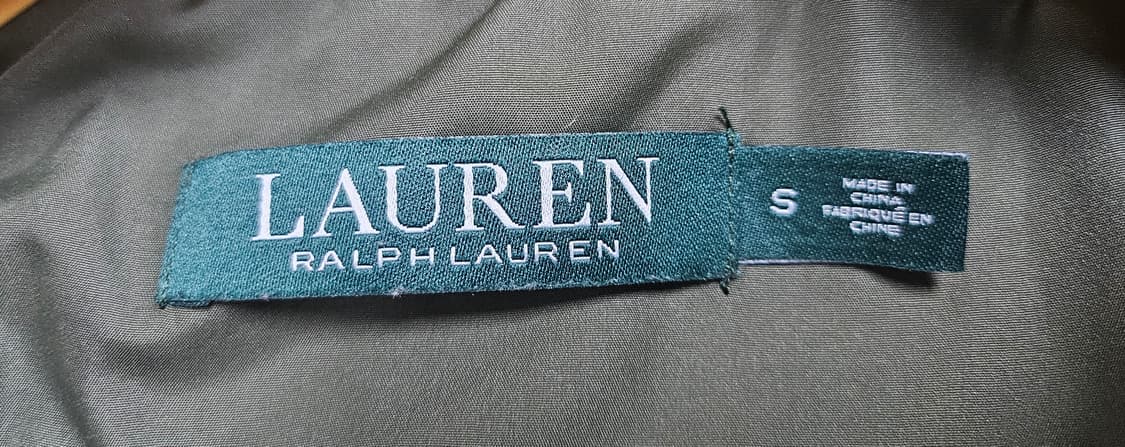 LAUREN
RALPH LAUREN
S
MADE IN
CHINA
FABRIQUÉ EN
CHINE